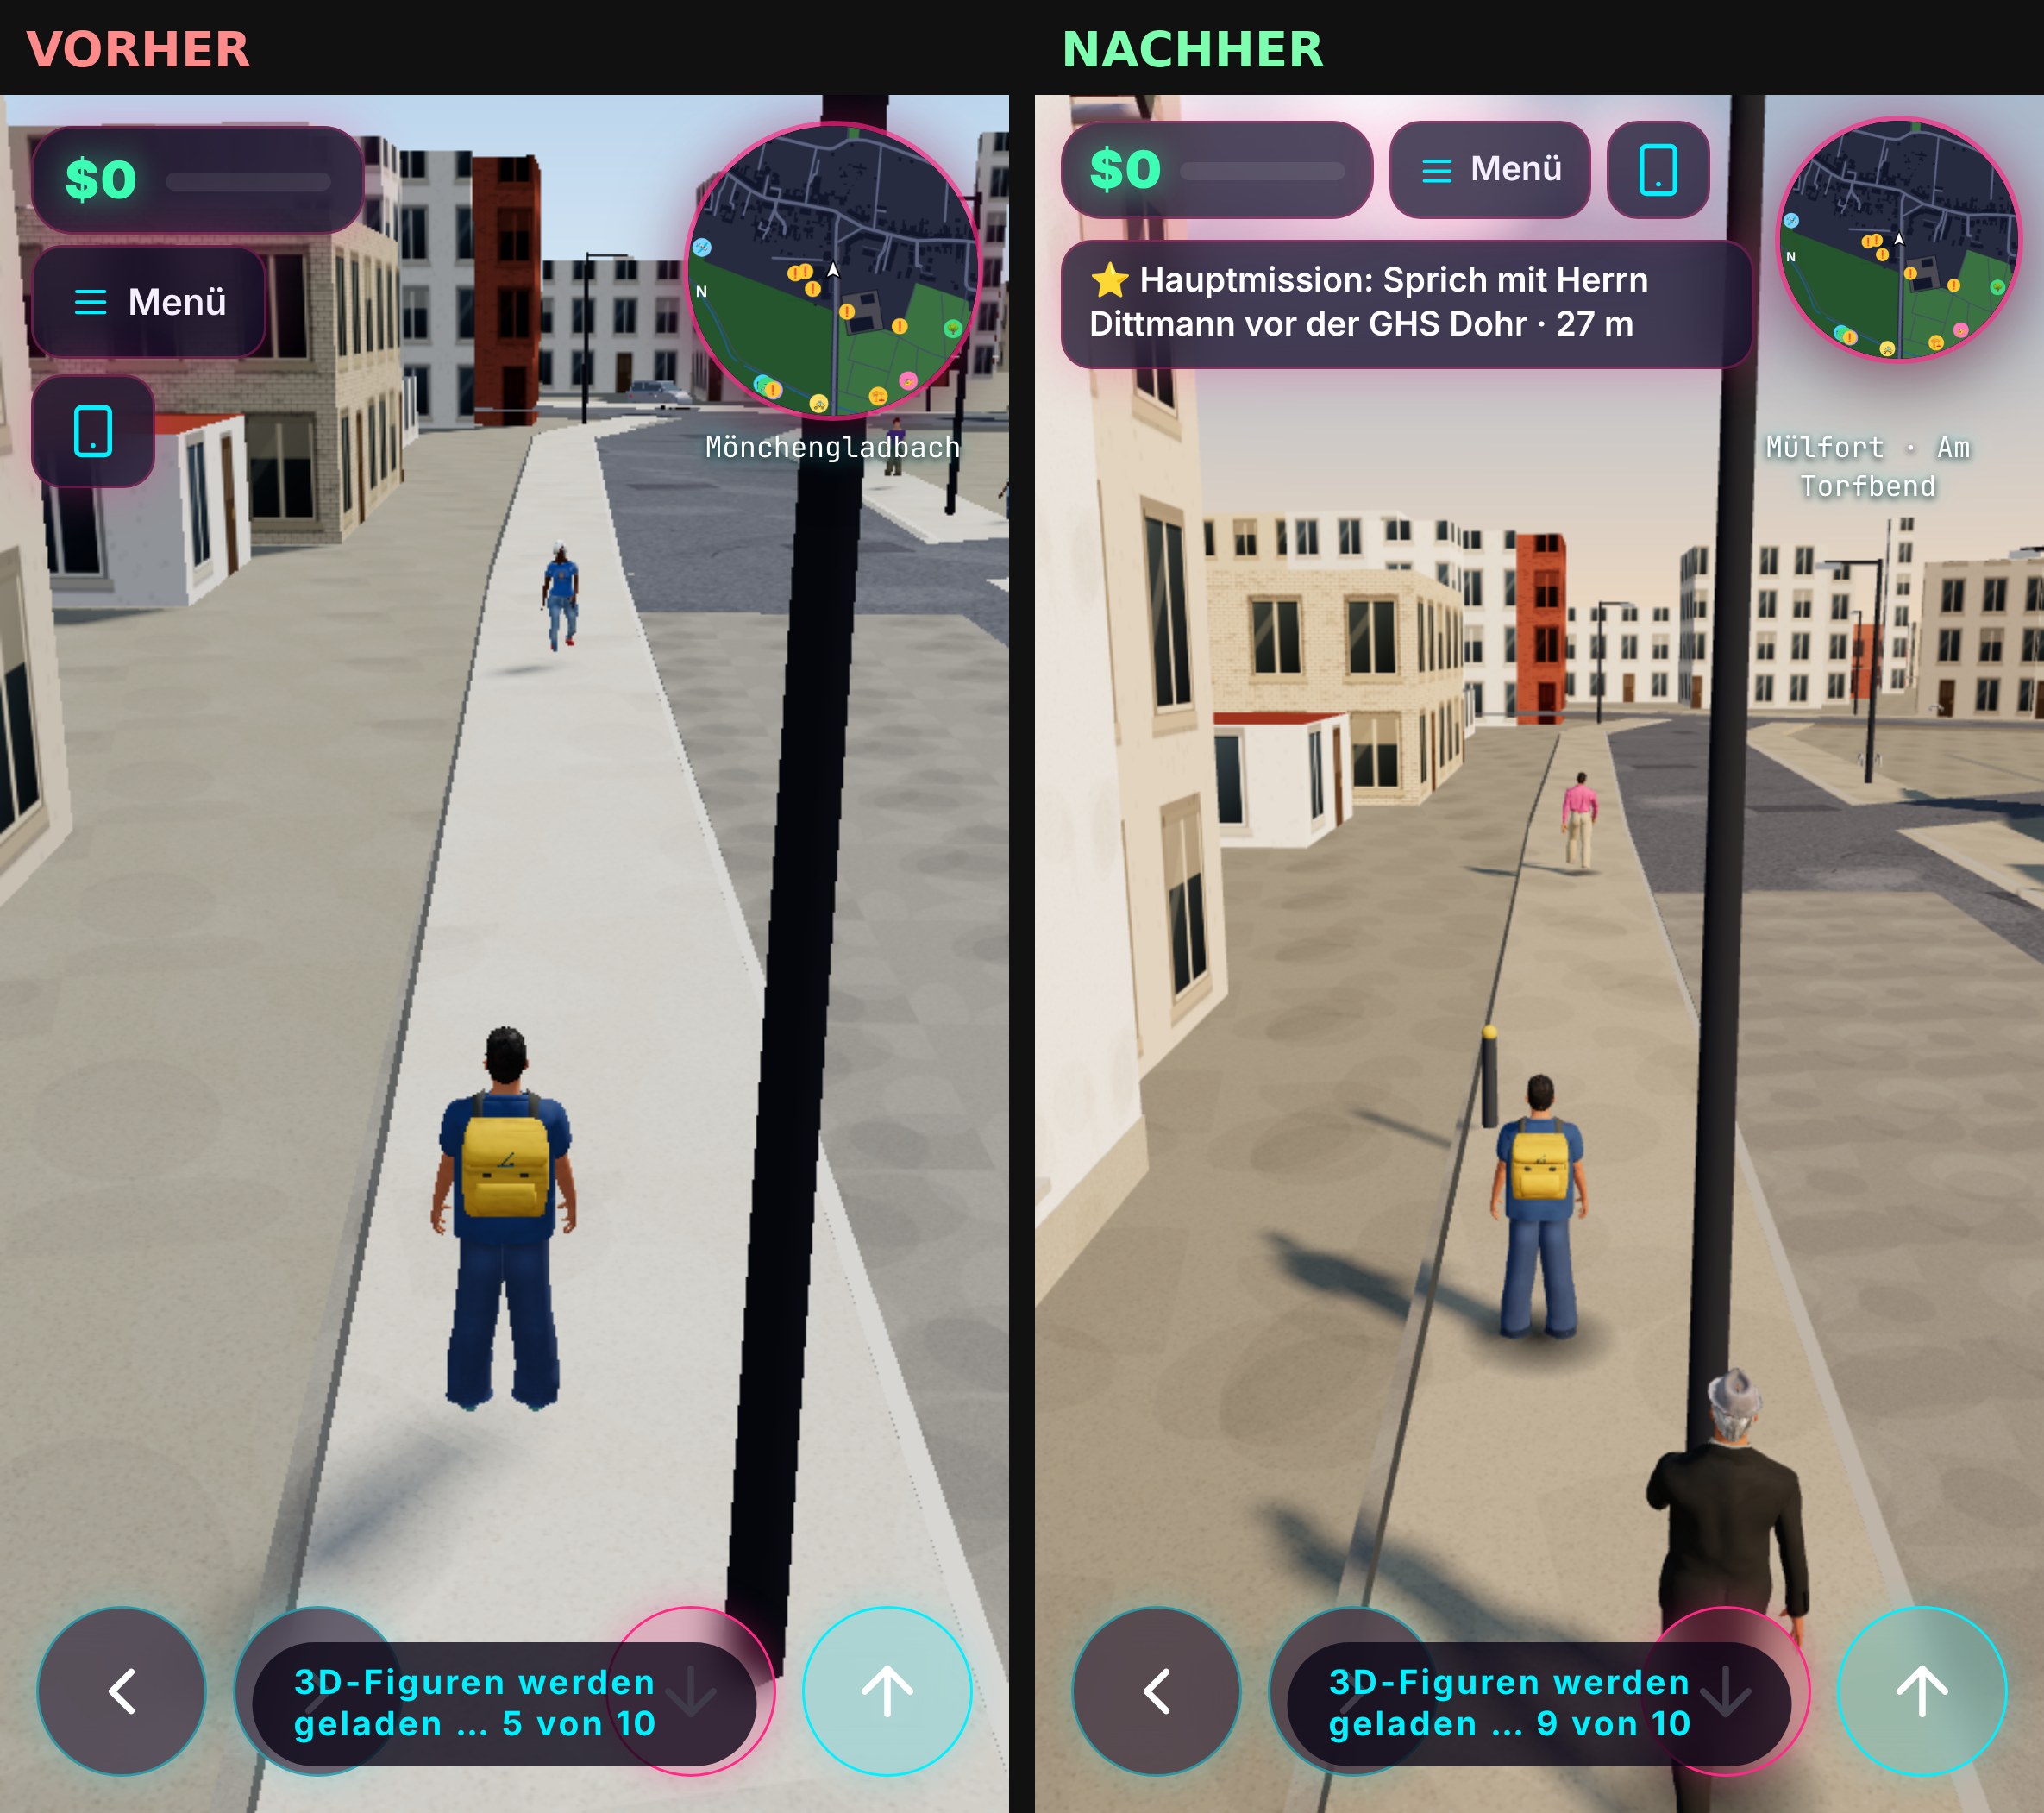 VORHER
$0
Menü
N
Mönchengladbach
3D-Figuren werden
geladen ... 5 von 10
NACHHER
$0
Menü
⭐ Hauptmission: Sprich mit Herrn
Dittmann vor der GHS Dohr · 27 m
N
Mülfort · Am
Torfbend
3D-Figuren werden
geladen ... 9 von 10